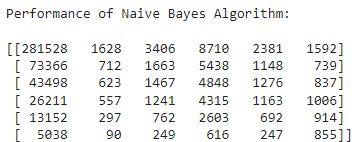 Performance of Naive Bayes Algorithm:
[[281528 1628 3406 8710 2381 1592]
[ 73366 712 1663 5438 1148 739]
[ 43498 623 1467 4848 1276 837]
[ 26211 557 1241 4315 1163 1006]
[ 13152 297 762 2603 692 914]
[ 5038 90 249 616 247 855]]